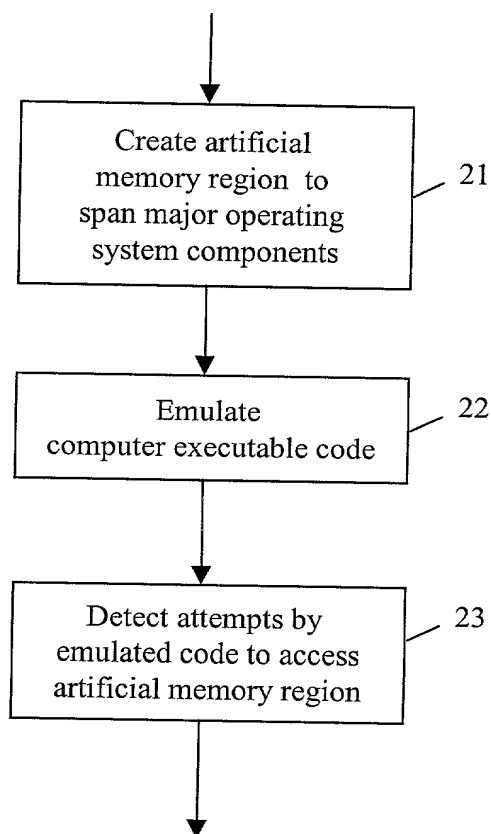 Create artificial
memory region to
span major operating
system components
21
Emulate
computer executable code
22
Detect attempts by
emulated code to access
artificial memory region
23